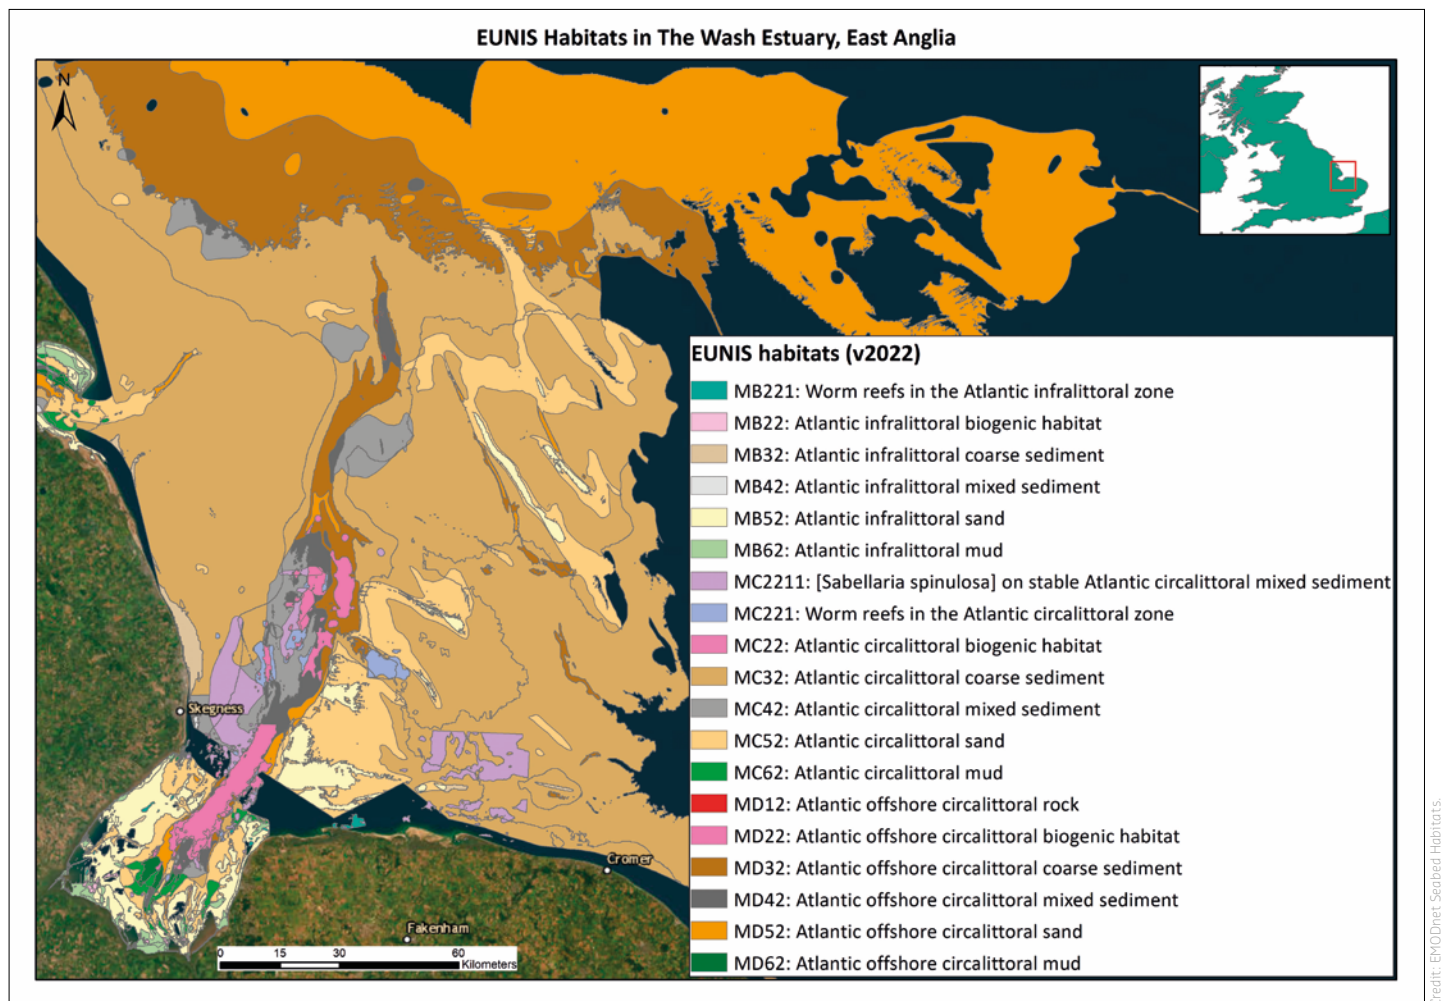 EUNIS Habitats in The Wash Estuary, East Anglia
N
EUNIS habitats (v2022)
MB221: Worm reefs in the Atlantic infralittoral zone
MB22: Atlantic infralittoral biogenic habitat
MB32: Atlantic infralittoral coarse sediment
MB42: Atlantic infralittoral mixed sediment
MB52: Atlantic infralittoral sand
MB62: Atlantic infralittoral mud
MC2211: [Sabellaria spinulosa] on stable Atlantic circalittoral mixed sediment
MC221: Worm reefs in the Atlantic circalittoral zone
MC22: Atlantic circalittoral biogenic habitat
MC32: Atlantic circalittoral coarse sediment
MC42: Atlantic circalittoral mixed sediment
MC52: Atlantic circalittoral sand
MC62: Atlantic circalittoral mud
MD12: Atlantic offshore circalittoral rock
MD22: Atlantic offshore circalittoral biogenic habitat
MD32: Atlantic offshore circalittoral coarse sediment
MD42: Atlantic offshore circalittoral mixed sediment
MD52: Atlantic offshore circalittoral sand
MD62: Atlantic offshore circalittoral mud
Skegness
Cromer
Fakenham
0 15 30 60
Kilometers
Credit: EMODnet Seabed Habitats.